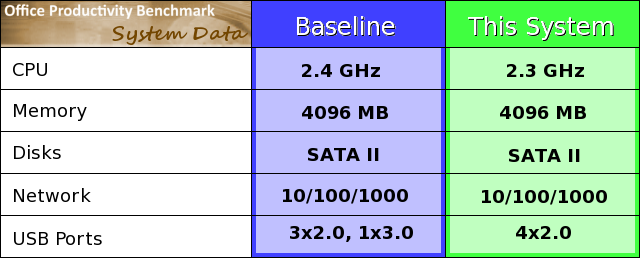 Office Productivity Benchmark
System Data
Baseline
This System
CPU
2.4 GHz
2.3 GHz
Memory
4096 MB
4096 MB
Disks
SATA II
SATA II
Network
10/100/1000
10/100/1000
USB Ports
3x2.0, 1x3.0
4x2.0